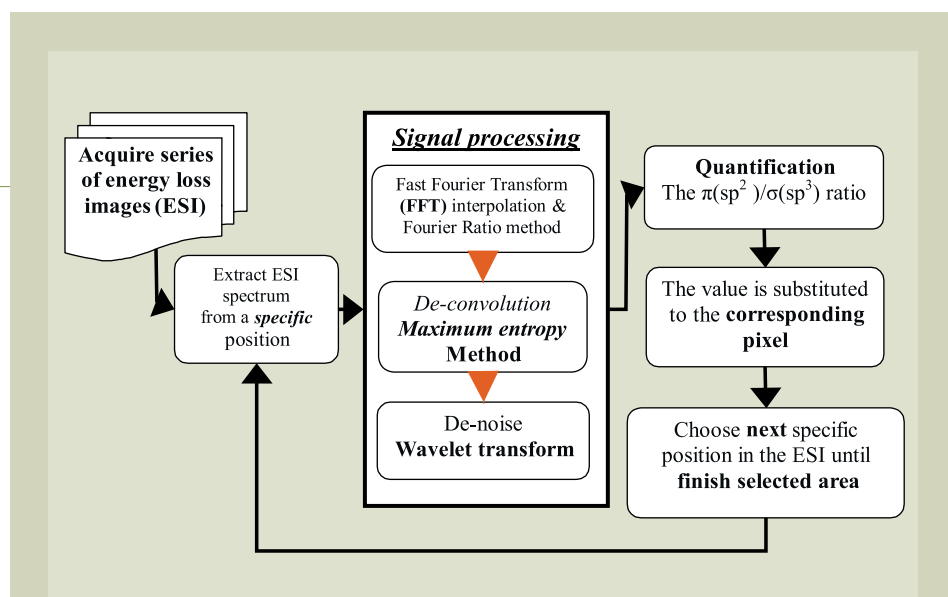 Acquire series
of energy loss
images (ESI)
Extract ESI
spectrum
from a specific
position
Signal processing
Fast Fourier Transform
(FFT) interpolation &
Fourier Ratio method
De-convolution
Maximum entropy
Method
De-noise
Wavelet transform
Quantification
The π(sp² )/σ(sp³) ratio
The value is substituted
to the corresponding
pixel
Choose next specific
position in the ESI until
finish selected area